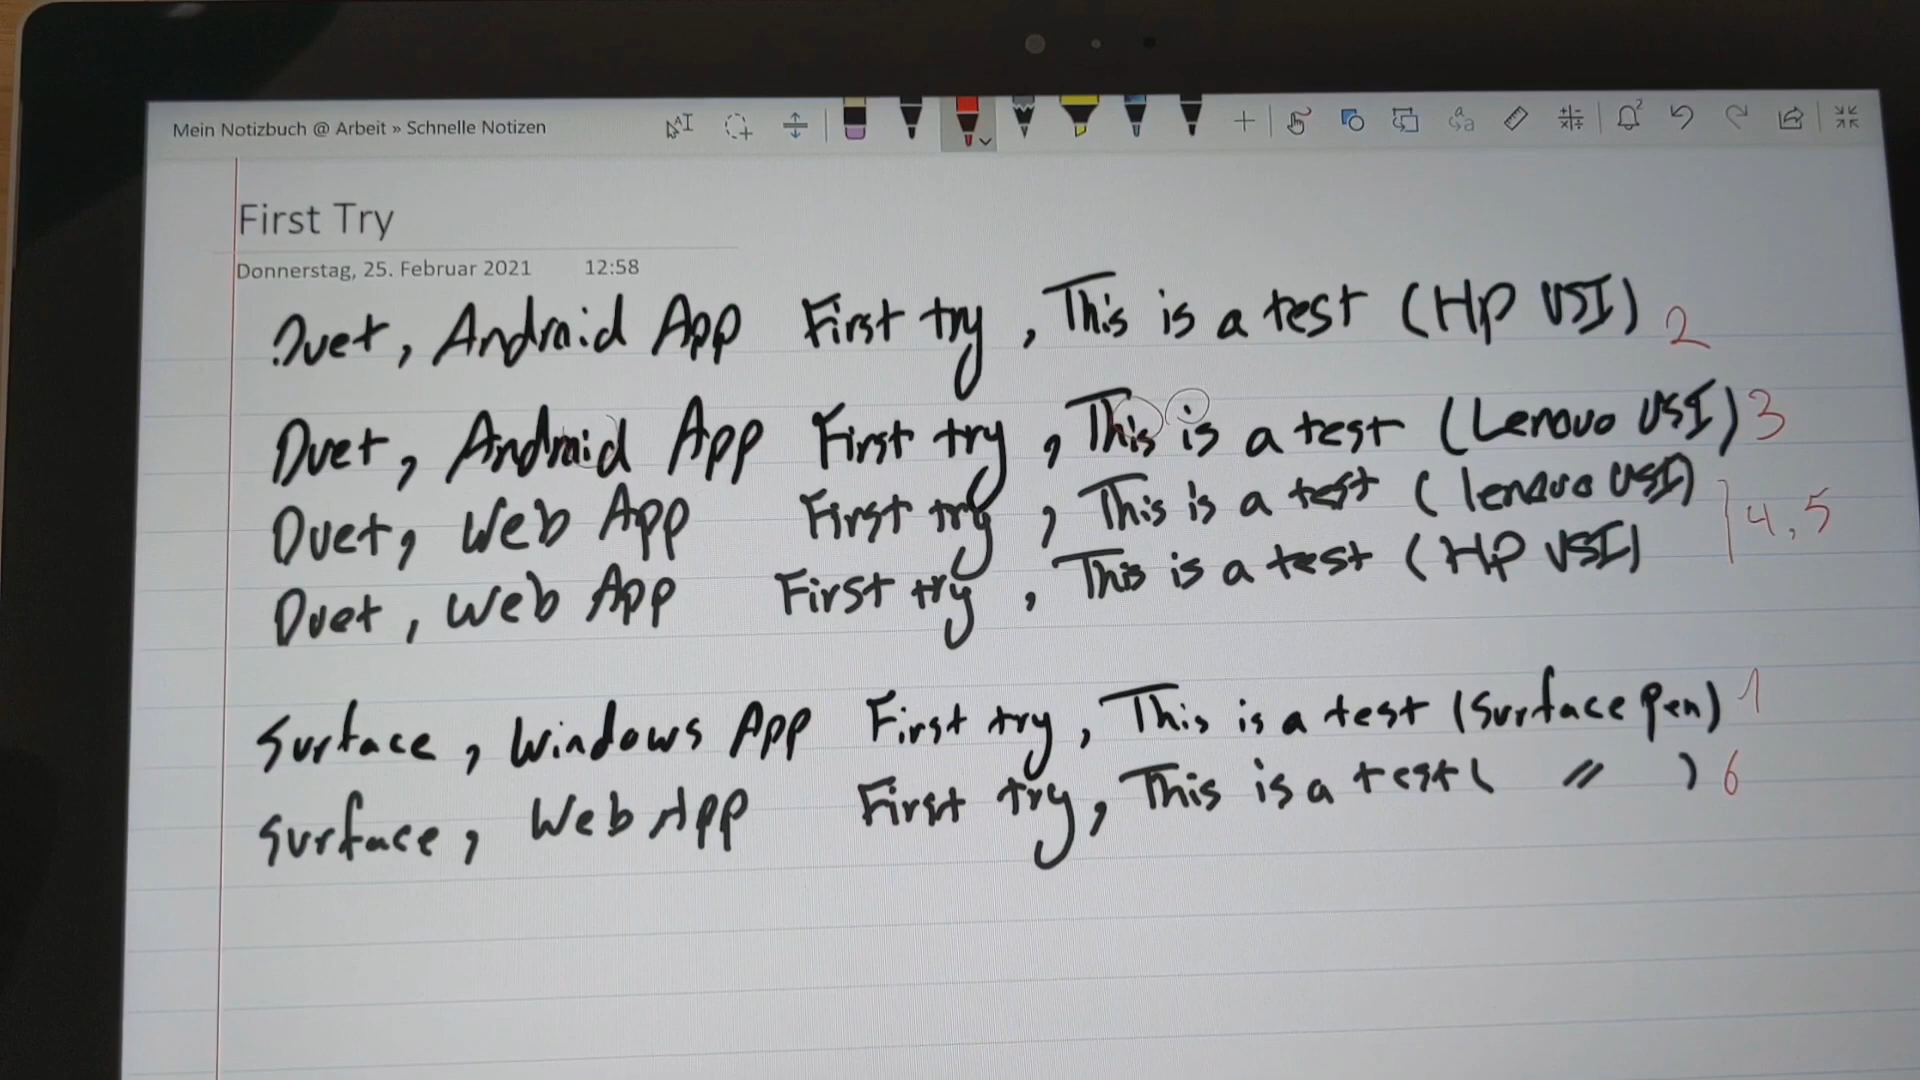 Mein Notizbuch @ Arbeit » Schnelle Notizen
First Try
Donnerstag, 25. Februar 2021 12:58
Duet, Android App First try, This is a test (HP USI) 2
Duet, Android App First try, This is a test (Lenovo USI) 3
Duet, Web App First try, This is a test (lenovo USI)
4,5
Duet, Web App First try, This is a test (HP USI)
Surface, Windows App First try, This is a test (Surface Pen) 1
Surface, Web App First try, This is a test ( " ) 6